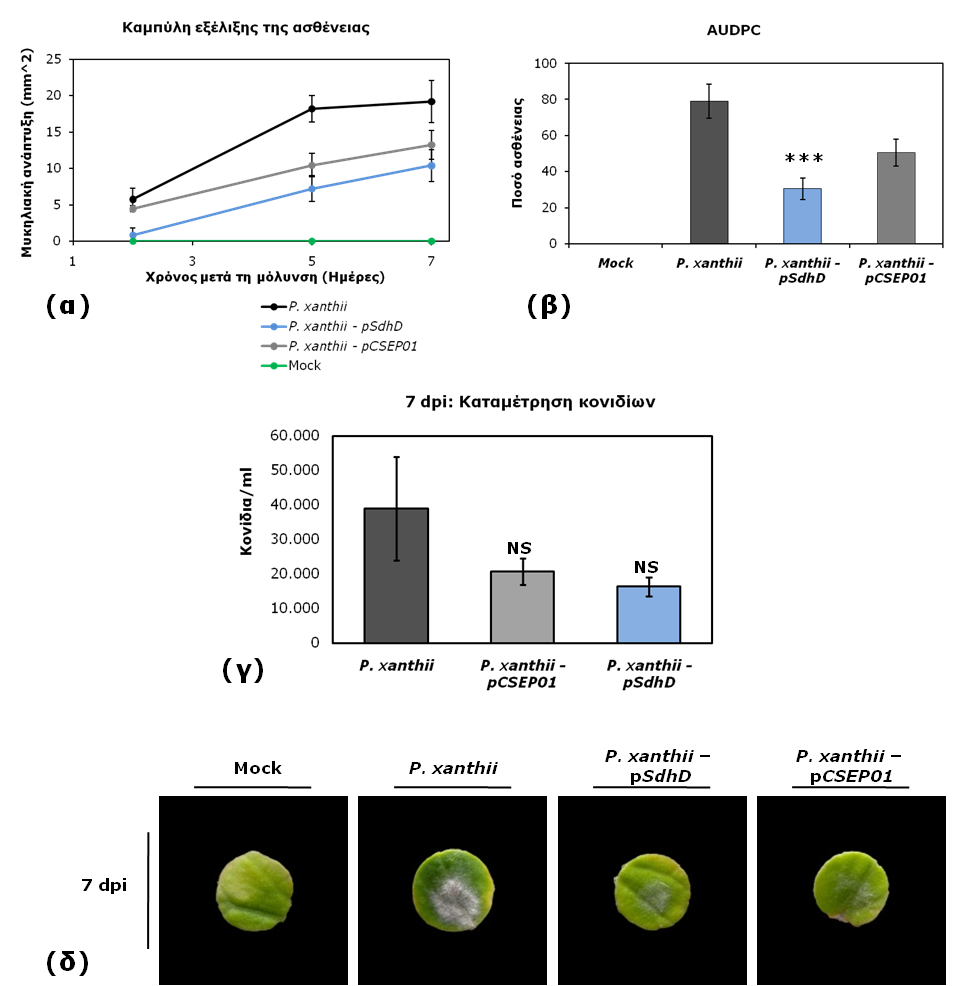 Καμπύλη εξέλιξης της ασθένειας
Μυκηλιακή ανάπτυξη (mm^2)
25
20
15
10
5
0
1
3
5
7
Χρόνος μετά τη μόλυνση (Ημέρες)
(α)
P. xanthii
P. xanthii - pSdhD
P. xanthii - pCSEP01
Mock
AUDPC
Ποσό ασθένειας
100
80
60
40
20
0
***
Mock
P. xanthii
P. xanthii -
pSdhD
P. xanthii -
pCSEP01
(β)
7 dpi: Καταμέτρηση κονιδίων
Κονίδια/ml
60.000
50.000
40.000
30.000
20.000
10.000
0
NS
NS
P. xanthii
P. xanthii -
pCSEP01
P. xanthii -
pSdhD
(γ)
Mock
P. xanthii
P. xanthii –
pSdhD
P. xanthii –
pCSEP01
7 dpi
(δ)